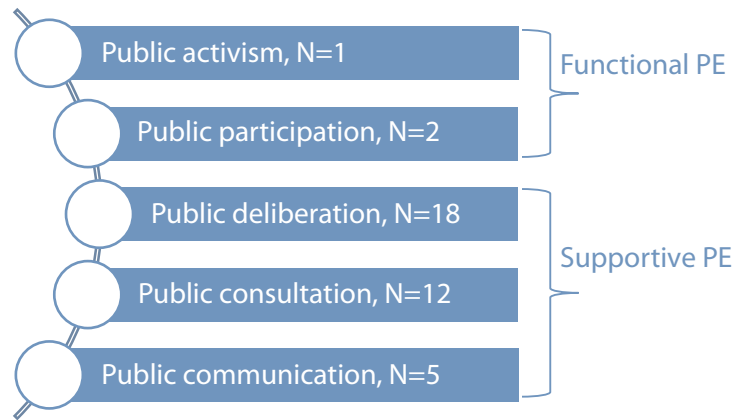 Public activism, N=1
Functional PE
Public participation, N=2
Public deliberation, N=18
Supportive PE
Public consultation, N=12
Public communication, N=5